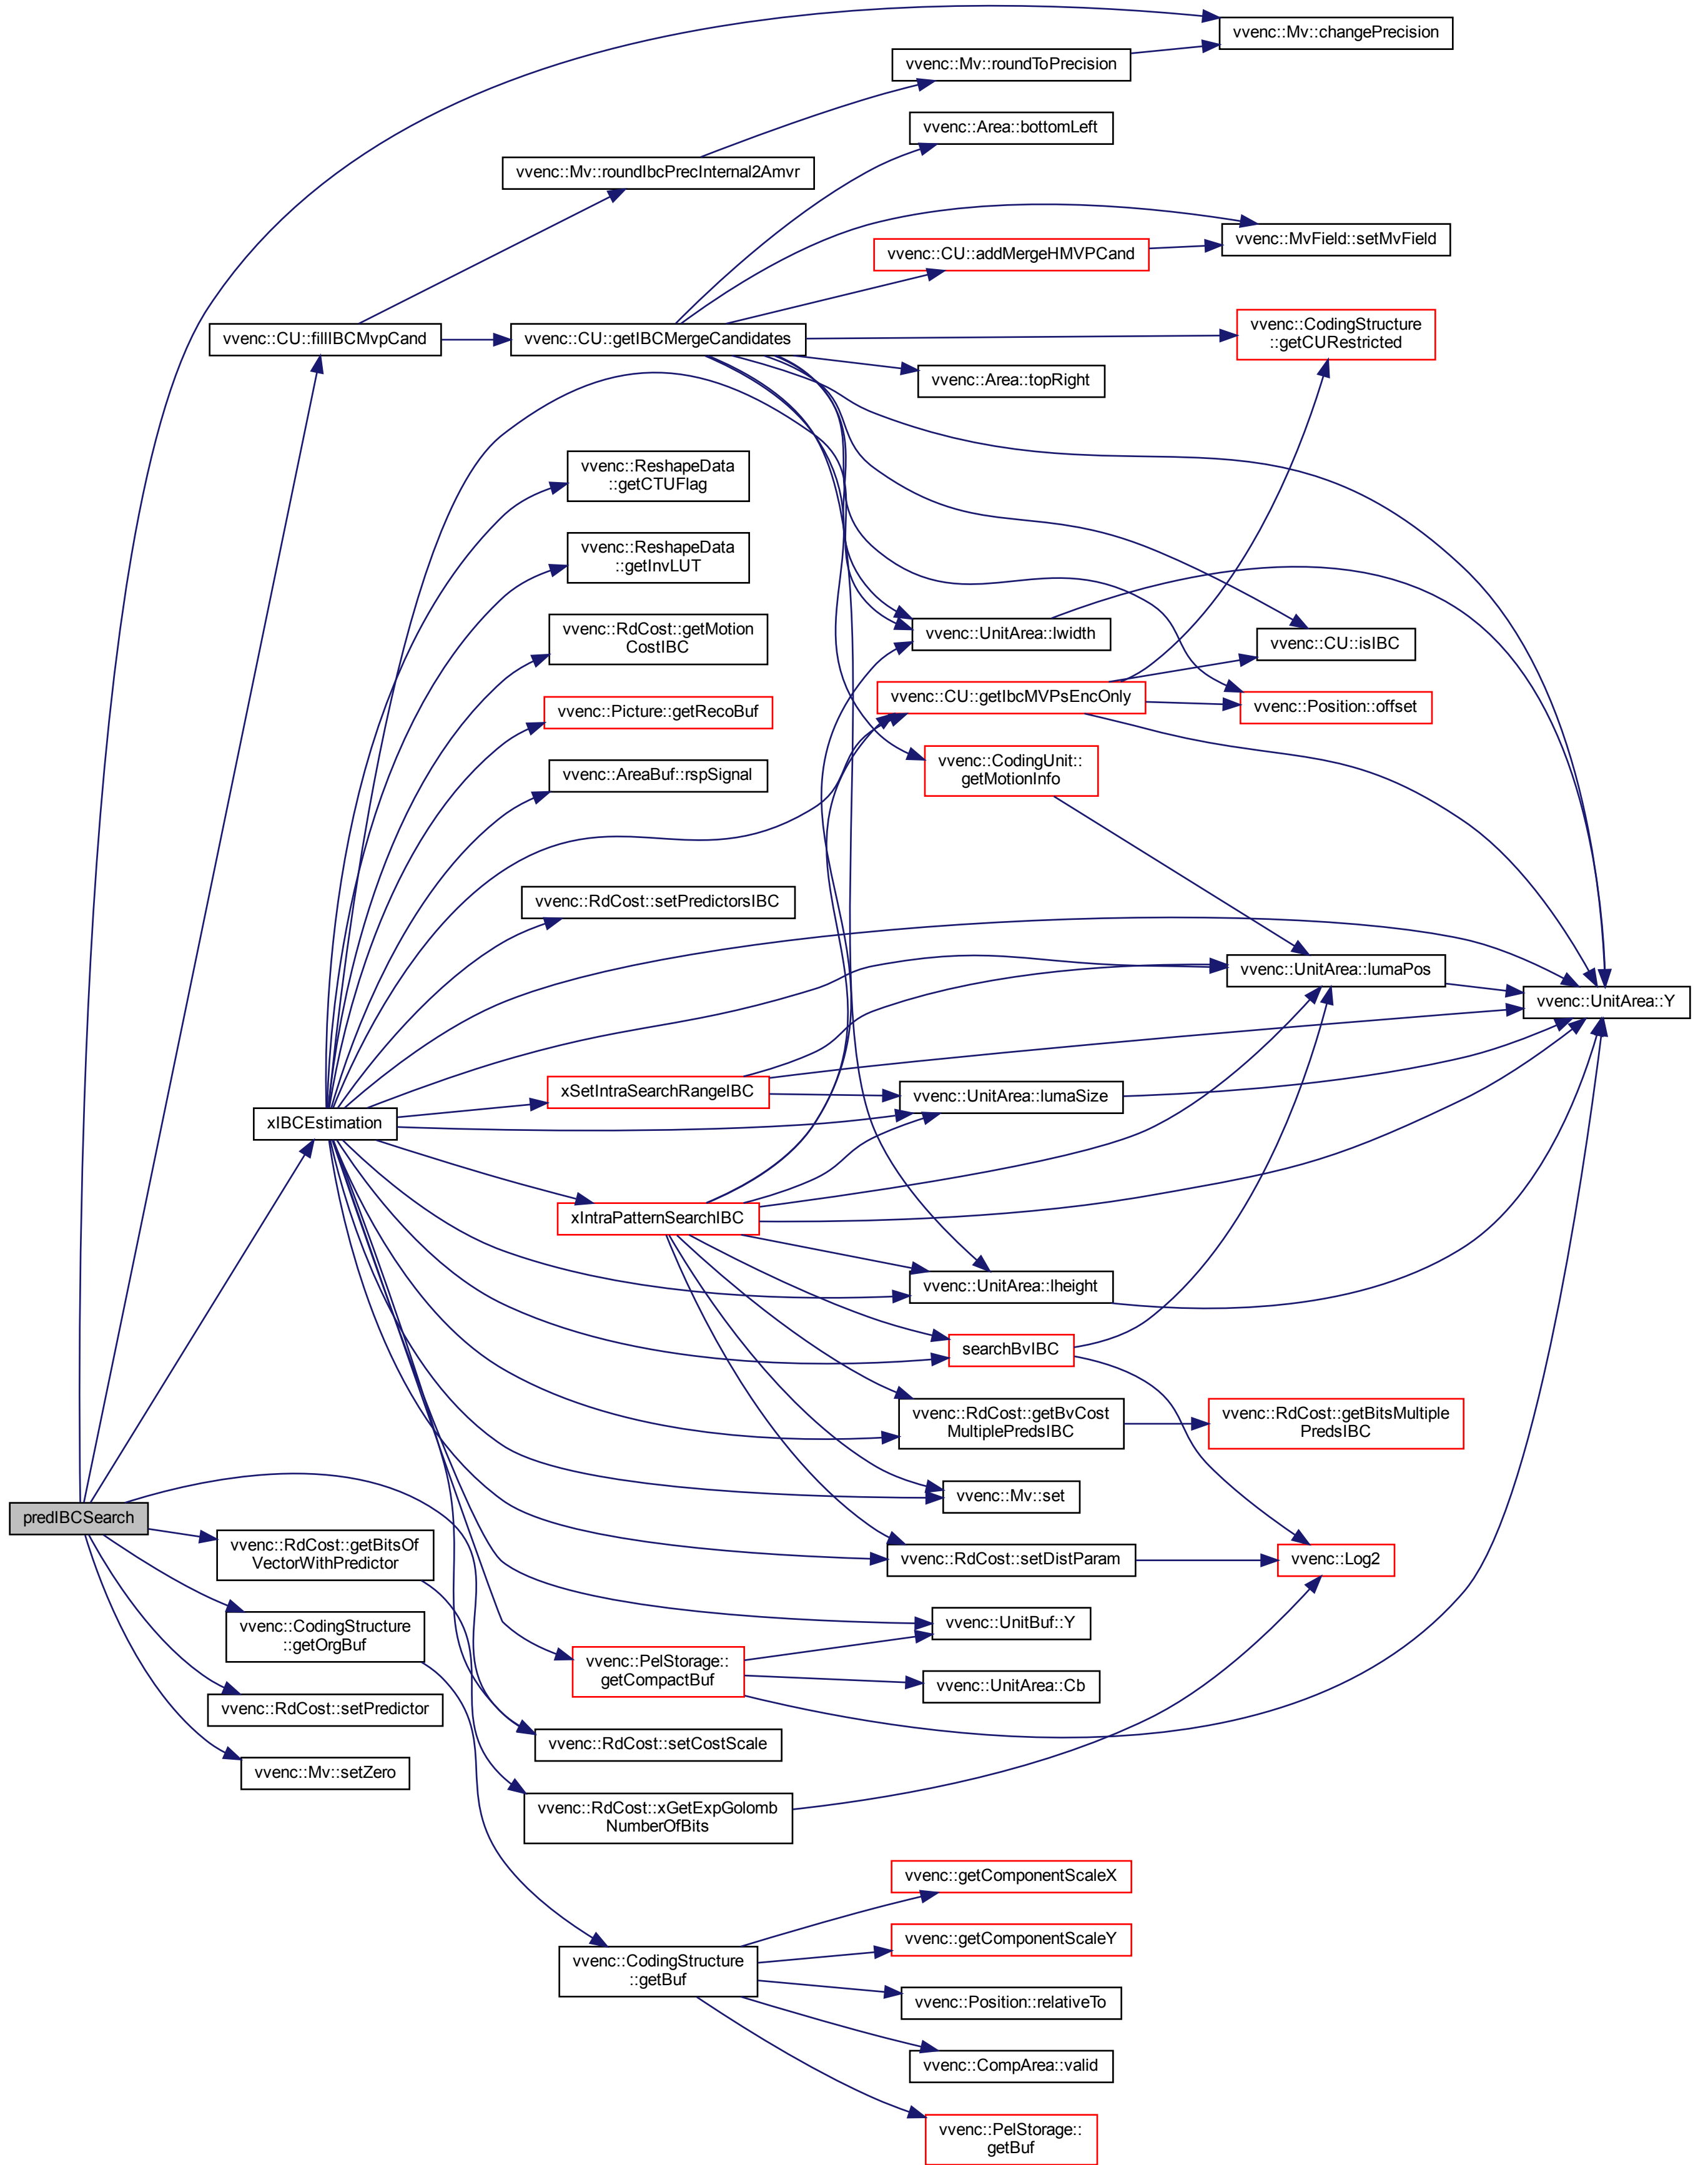 vvenc::Mv::changePrecision
vvenc::Mv::roundToPrecision
vvenc::Area::bottomLeft
vvenc::Mv::roundIbcPrecInternal2Amvr
vvenc::MvField::setMvField
vvenc::CU::addMergeHMVPCand
vvenc::CU::fillIBCMvpCand
vvenc::CU::getIBCMergeCandidates
vvenc::CodingStructure
::getCURestricted
vvenc::Area::topRight
vvenc::ReshapeData
::getCTUFlag
vvenc::ReshapeData
::getInvLUT
vvenc::RdCost::getMotion
CostIBC
vvenc::UnitArea::lwidth
vvenc::CU::isIBC
vvenc::CU::getIbcMVPsEncOnly
vvenc::Position::offset
vvenc::Picture::getRecoBuf
vvenc::AreaBuf::rspSignal
vvenc::CodingUnit::
getMotionInfo
vvenc::RdCost::setPredictorsIBC
vvenc::UnitArea::lumaPos
vvenc::UnitArea::Y
xSetIntraSearchRangeIBC
vvenc::UnitArea::lumaSize
xIBCEstimation
xIntraPatternSearchIBC
vvenc::UnitArea::lheight
searchBvIBC
vvenc::RdCost::getBvCost
MultiplePredsIBC
vvenc::RdCost::getBitsMultiple
PredsIBC
vvenc::Mv::set
predIBCSearch
vvenc::RdCost::getBitsOf
VectorWithPredictor
vvenc::RdCost::setDistParam
vvenc::Log2
vvenc::CodingStructure
::getOrgBuf
vvenc::UnitBuf::Y
vvenc::PelStorage::
getCompactBuf
vvenc::UnitArea::Cb
vvenc::RdCost::setPredictor
vvenc::RdCost::setCostScale
vvenc::Mv::setZero
vvenc::RdCost::xGetExpGolomb
NumberOfBits
vvenc::getComponentScaleX
vvenc::getComponentScaleY
vvenc::CodingStructure
::getBuf
vvenc::Position::relativeTo
vvenc::CompArea::valid
vvenc::PelStorage::
getBuf